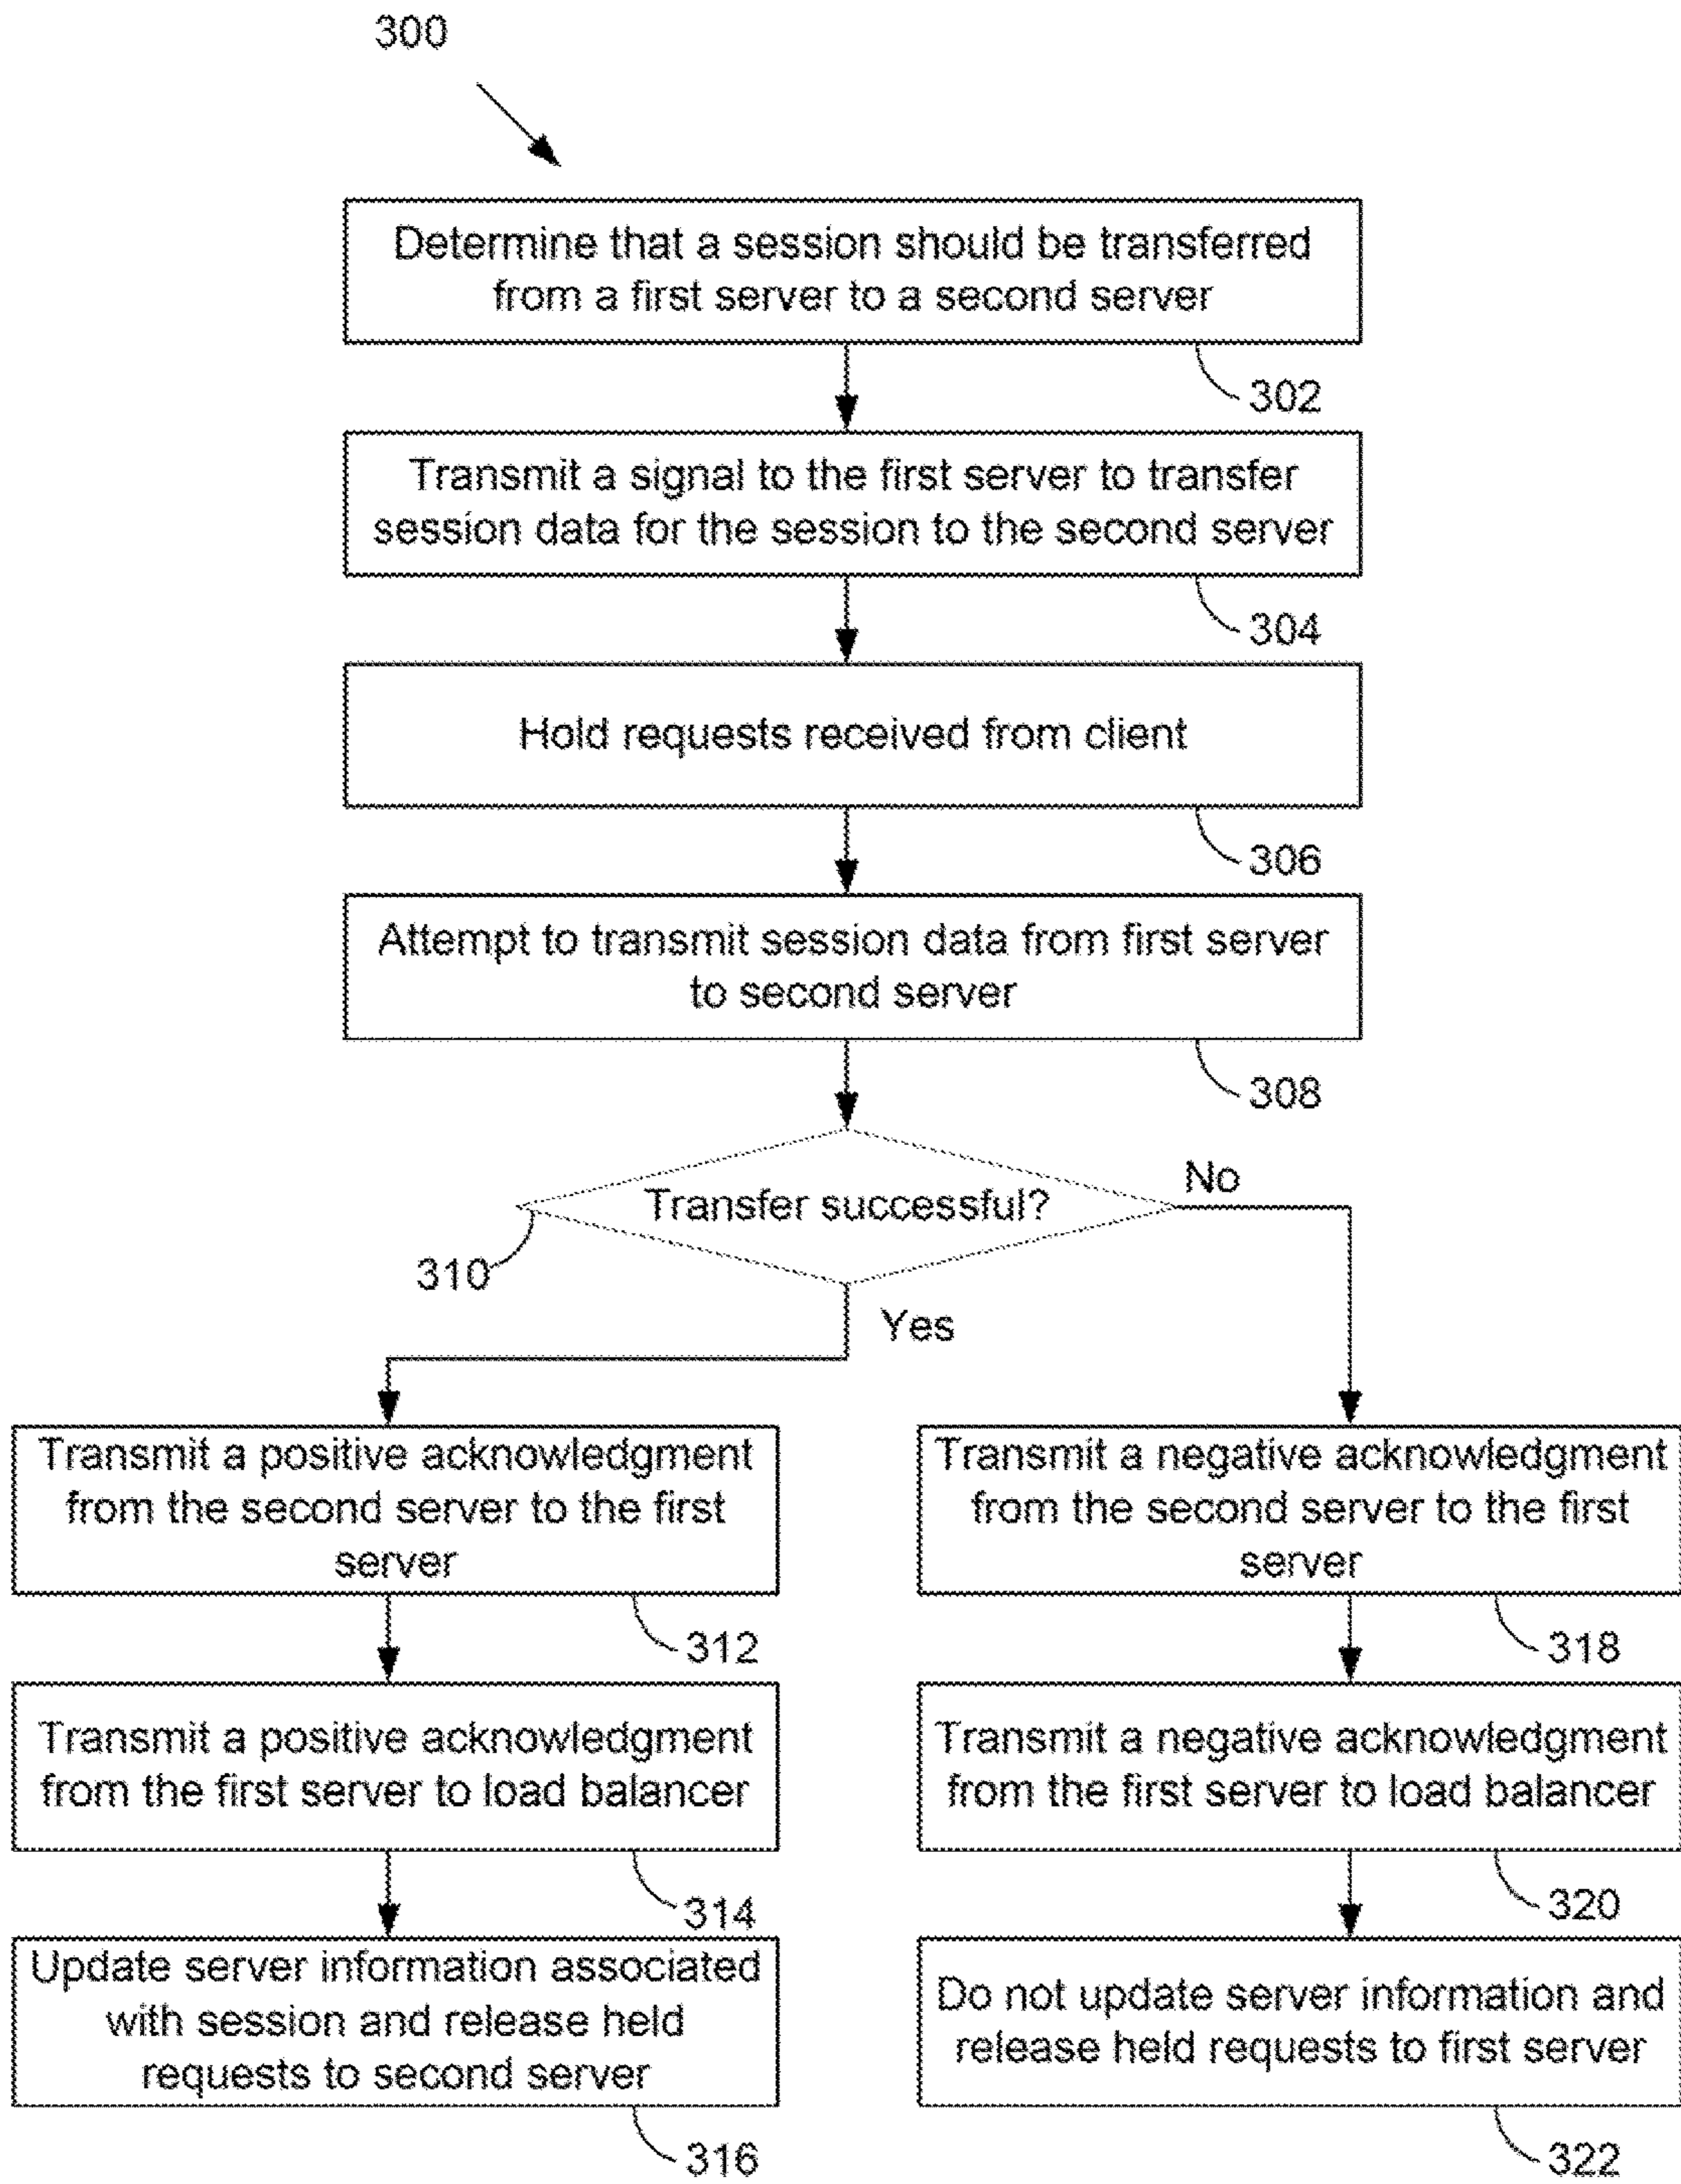 300
Determine that a session should be transferred
from a first server to a second server
302
Transmit a signal to the first server to transfer
session data for the session to the second server
304
Hold requests received from client
306
Attempt to transmit session data from first server
to second server
308
Transfer successful?
No
310
Yes
Transmit a positive acknowledgment
from the second server to the first
server
312
Transmit a positive acknowledgment
from the first server to load balancer
314
Update server information associated
with session and release held
requests to second server
316
Transmit a negative acknowledgment
from the second server to the first
server
318
Transmit a negative acknowledgment
from the first server to load balancer
320
Do not update server information and
release held requests to first server
322